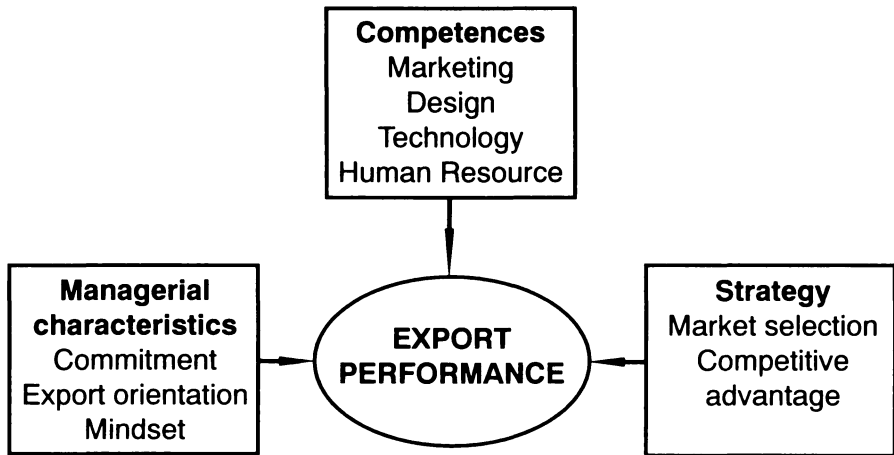 Competences
Marketing
Design
Technology
Human Resource
Managerial
characteristics
Commitment
Export orientation
Mindset
EXPORT
PERFORMANCE
Strategy
Market selection
Competitive
advantage